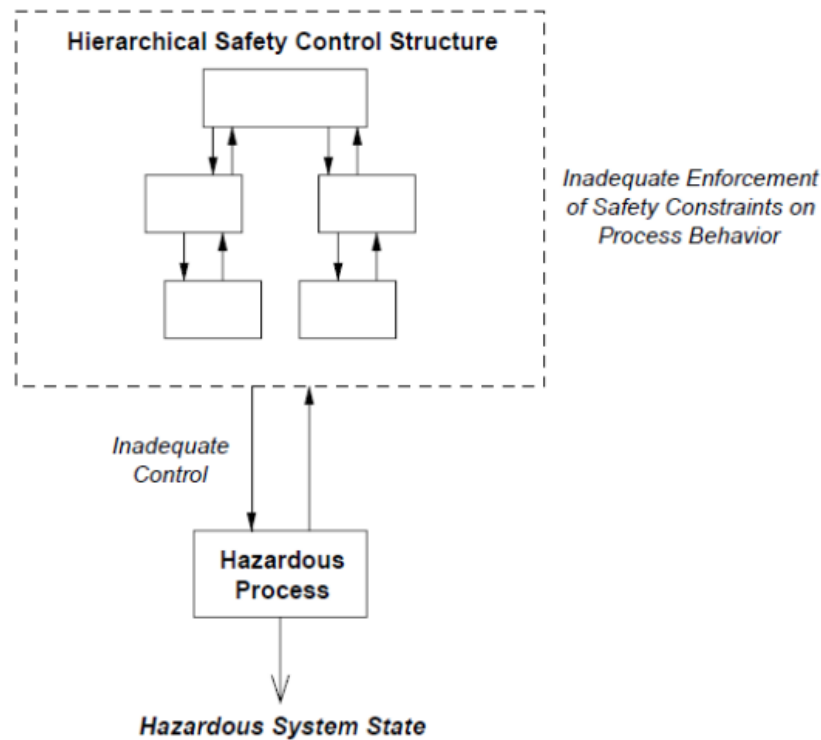 Hierarchical Safety Control Structure
Inadequate Enforcement
of Safety Constraints on
Process Behavior
Inadequate
Control
Hazardous
Process
Hazardous System State